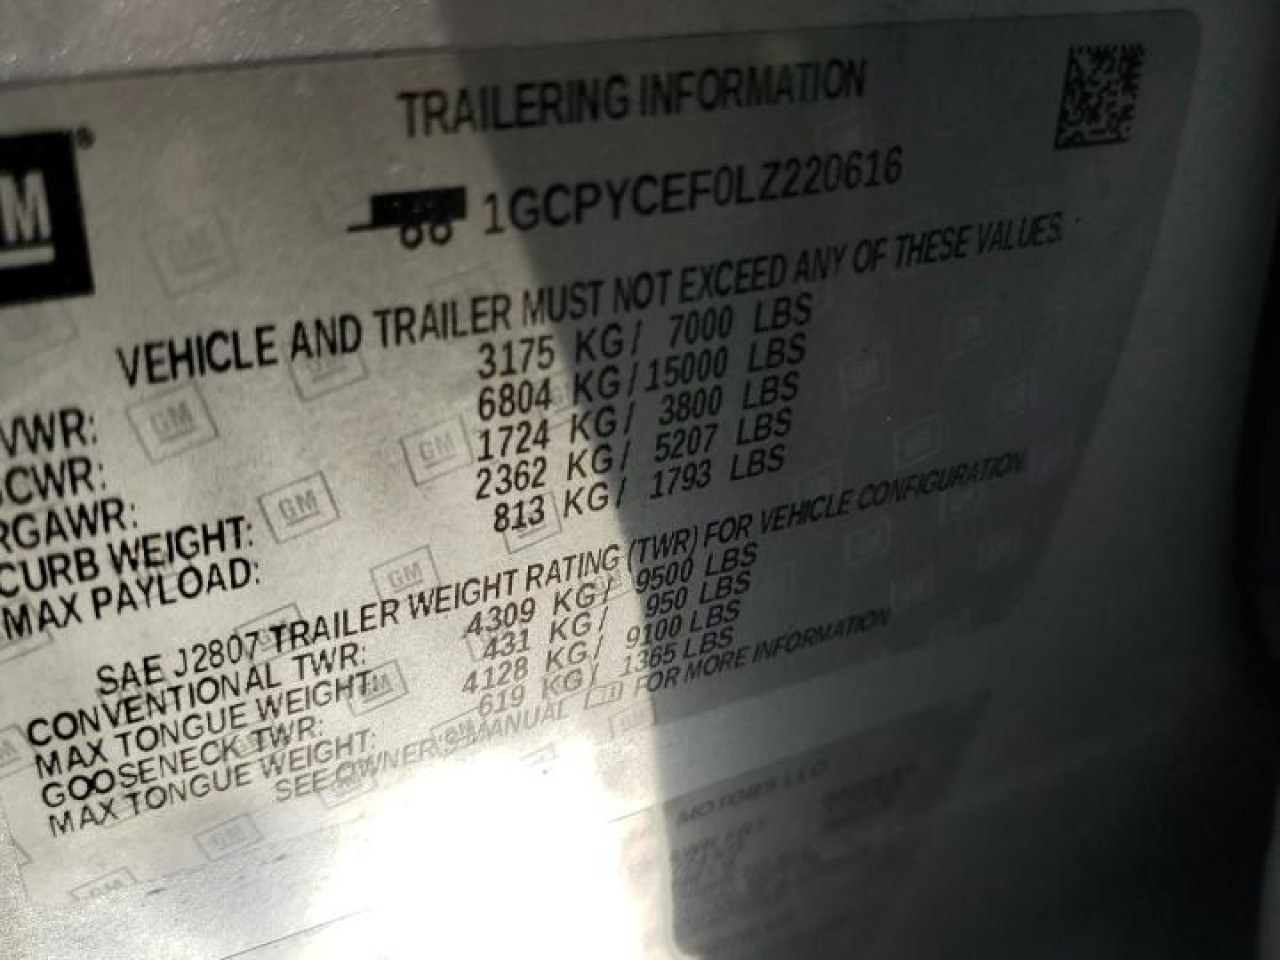 TRAILERING INFORMATION
1GCPYCEF0LZ220616
VEHICLE AND TRAILER MUST NOT EXCEED ANY OF THESE VALUES.
VWR: 3175 KG/ 7000 LBS
CWR: 6804 KG/15000 LBS
RGAWR: 1724 KG/ 3800 LBS
CURB WEIGHT: 2362 KG/ 5207 LBS
MAX PAYLOAD: 813 KG/ 1793 LBS
SAE J2807 TRAILER WEIGHT RATING (TWR) FOR VEHICLE CONFIGURATION.
CONVENTIONAL TWR: 4309 KG/ 9500 LBS
MAX TONGUE WEIGHT: 431 KG/ 950 LBS
GOOSENECK TWR: 4128 KG/ 9100 LBS
MAX TONGUE WEIGHT: 619 KG/ 1365 LBS
SEE OWNER'S MANUAL FOR MORE INFORMATION
MOTORS LLC